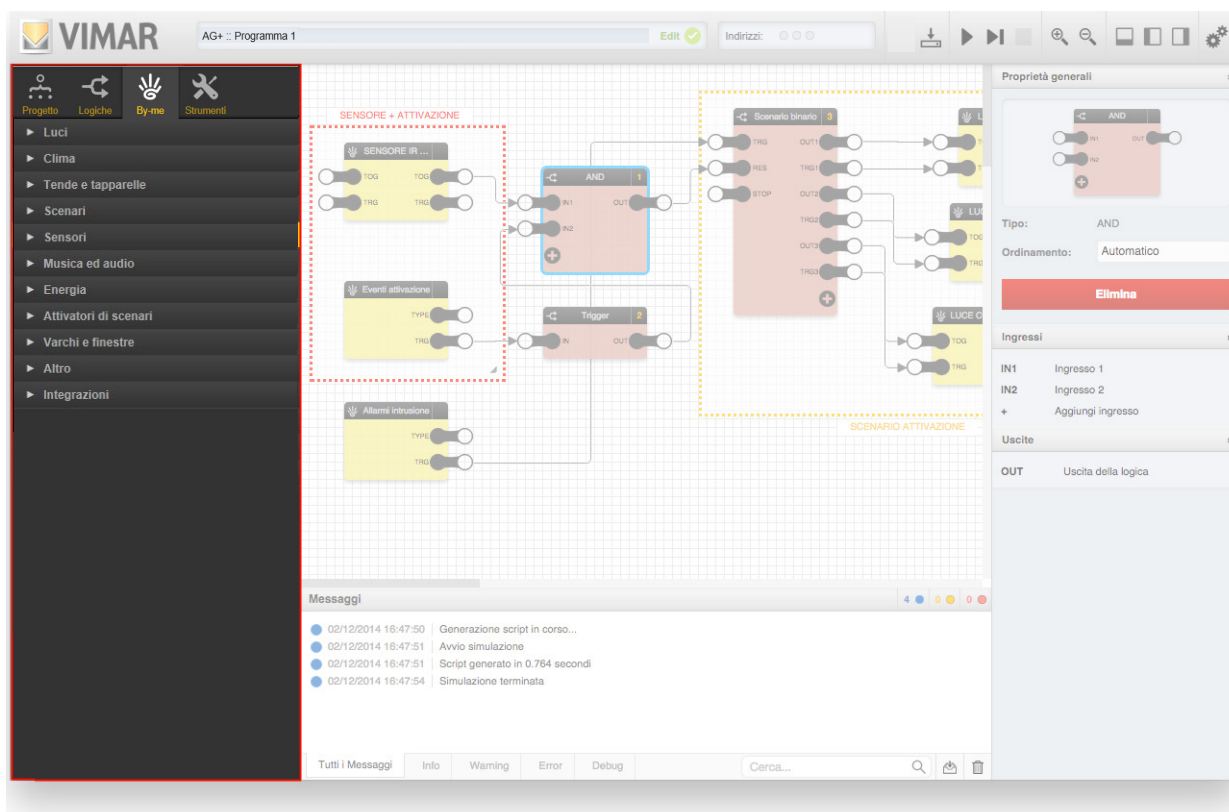 VIMAR
AG+ :: Programma 1
Edit
Indirizzi:
Progetto
Logiche
By-me
Strumenti
Luci
Clima
Tende e tapparelle
Scenari
Sensori
Musica ed audio
Energia
Attivatori di scenari
Varchi e finestre
Altro
Integrazioni
SENSORE + ATTIVAZIONE
SENSORE IR ...
TOG TOG
TRG TRG
Eventi attivazione
TYPE
TRG
Allarmi intrusione
TYPE
TRG
AND 1
IN1 OUT
IN2
Trigger 2
IN OUT
Scenario binario 3
TRG OUT1
RES TRG1
STOP OUT2
TRG2
OUT3
TRG3
LUC
TOG
TRG
LUCE C
TOG
TRG
SCENARIO ATTIVAZIONE
Messaggi
4 0 0
02/12/2014 16:47:50 Generazione script in corso...
02/12/2014 16:47:51 Avvio simulazione
02/12/2014 16:47:51 Script generato in 0.764 secondi
02/12/2014 16:47:54 Simulazione terminata
Tutti i Messaggi Info Warning Error Debug
Cerca...
Proprietà generali
AND
IN1 OUT
IN2
Tipo: AND
Ordinamento: Automatico
Elimina
Ingressi
IN1 Ingresso 1
IN2 Ingresso 2
+ Aggiungi ingresso
Uscite
OUT Uscita della logica